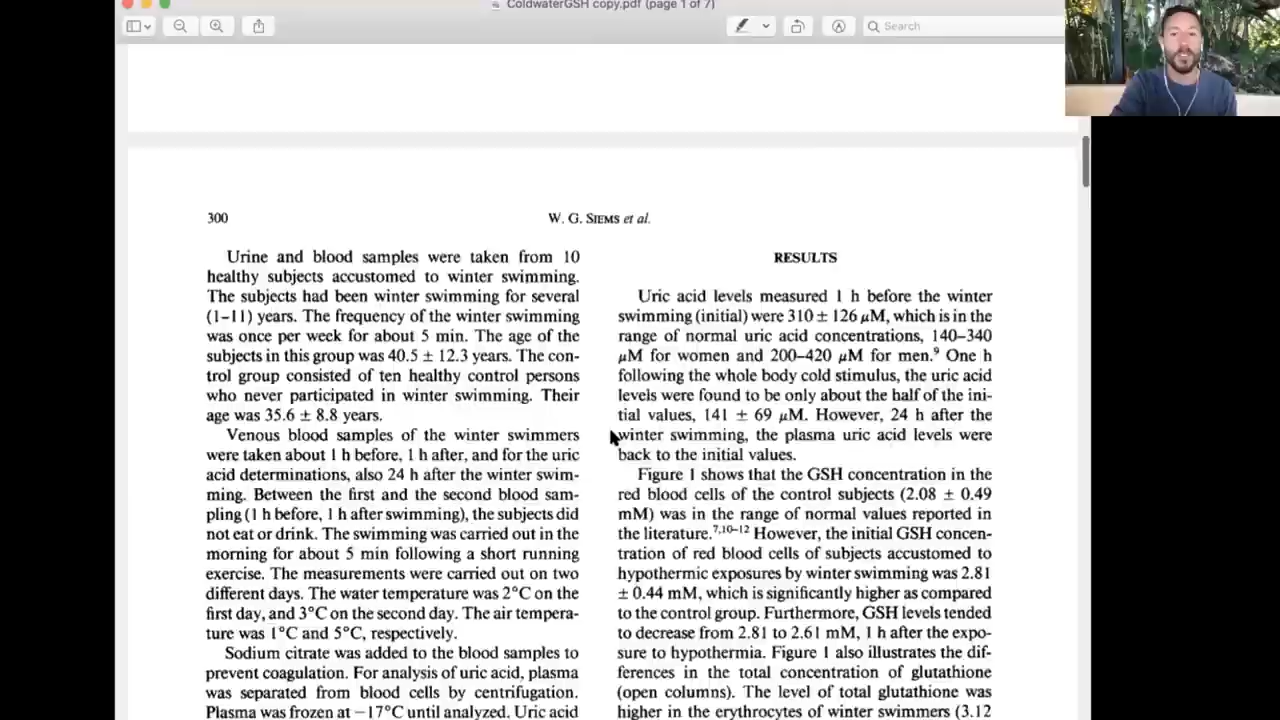 ColdwaterGSH copy.pdf (page 1 of 7)
Search
300
W. G. SIEMS et al.
Urine and blood samples were taken from 10
healthy subjects accustomed to winter swimming.
The subjects had been winter swimming for several
(1–11) years. The frequency of the winter swimming
was once per week for about 5 min. The age of the
subjects in this group was 40.5 ± 12.3 years. The con-
trol group consisted of ten healthy control persons
who never participated in winter swimming. Their
age was 35.6 ± 8.8 years.
Venous blood samples of the winter swimmers
were taken about 1 h before, 1 h after, and for the uric
acid determinations, also 24 h after the winter swim-
ming. Between the first and the second blood sam-
pling (1 h before, 1 h after swimming), the subjects did
not eat or drink. The swimming was carried out in the
morning for about 5 min following a short running
exercise. The measurements were carried out on two
different days. The water temperature was 2°C on the
first day, and 3°C on the second day. The air tempera-
ture was 1°C and 5°C, respectively.
Sodium citrate was added to the blood samples to
prevent coagulation. For analysis of uric acid, plasma
was separated from blood cells by centrifugation.
Plasma was frozen at −17°C until analyzed. Uric acid
RESULTS
Uric acid levels measured 1 h before the winter
swimming (initial) were 310 ± 126 μM, which is in the
range of normal uric acid concentrations, 140–340
μM for women and 200–420 μM for men.⁹ One h
following the whole body cold stimulus, the uric acid
levels were found to be only about the half of the ini-
tial values, 141 ± 69 μM. However, 24 h after the
winter swimming, the plasma uric acid levels were
back to the initial values.
Figure 1 shows that the GSH concentration in the
red blood cells of the control subjects (2.08 ± 0.49
mM) was in the range of normal values reported in
the literature.⁷,¹⁰⁻¹² However, the initial GSH concen-
tration of red blood cells of subjects accustomed to
hypothermic exposures by winter swimming was 2.81
± 0.44 mM, which is significantly higher as compared
to the control group. Furthermore, GSH levels tended
to decrease from 2.81 to 2.61 mM, 1 h after the expo-
sure to hypothermia. Figure 1 also illustrates the dif-
ferences in the total concentration of glutathione
(open columns). The level of total glutathione was
higher in the erythrocytes of winter swimmers (3.12